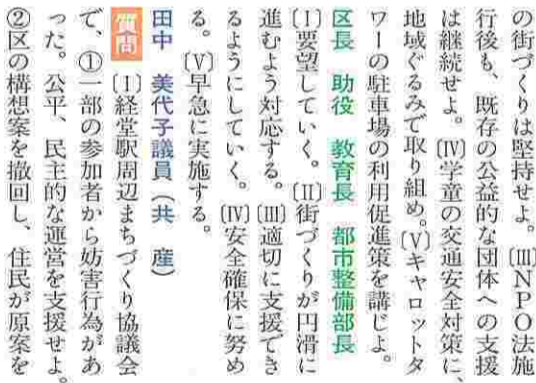 の街づくりは堅持せよ。〔Ⅲ〕NPO法施
行後も、既存の公益的な団体への支援
は継続せよ。〔Ⅳ〕学童の交通安全対策に、
地域ぐるみで取り組め。〔Ⅴ〕キャロットタ
ワーの駐車場の利用促進策を講じよ。
区長 助役 教育長 都市整備部長
〔Ⅰ〕要望していく。〔Ⅱ〕街づくりが円滑に
進むよう対応する。〔Ⅲ〕適切に支援でき
るようにしていく。〔Ⅳ〕安全確保に努め
る。〔Ⅴ〕早急に実施する。
田中 美代子議員（共 産）
質問 〔Ⅰ〕経堂駅周辺まちづくり協議会
で、①一部の参加者から妨害行為があ
った。公平、民主的な運営を支援せよ。
②区の構想案を撤回し、住民が原案を